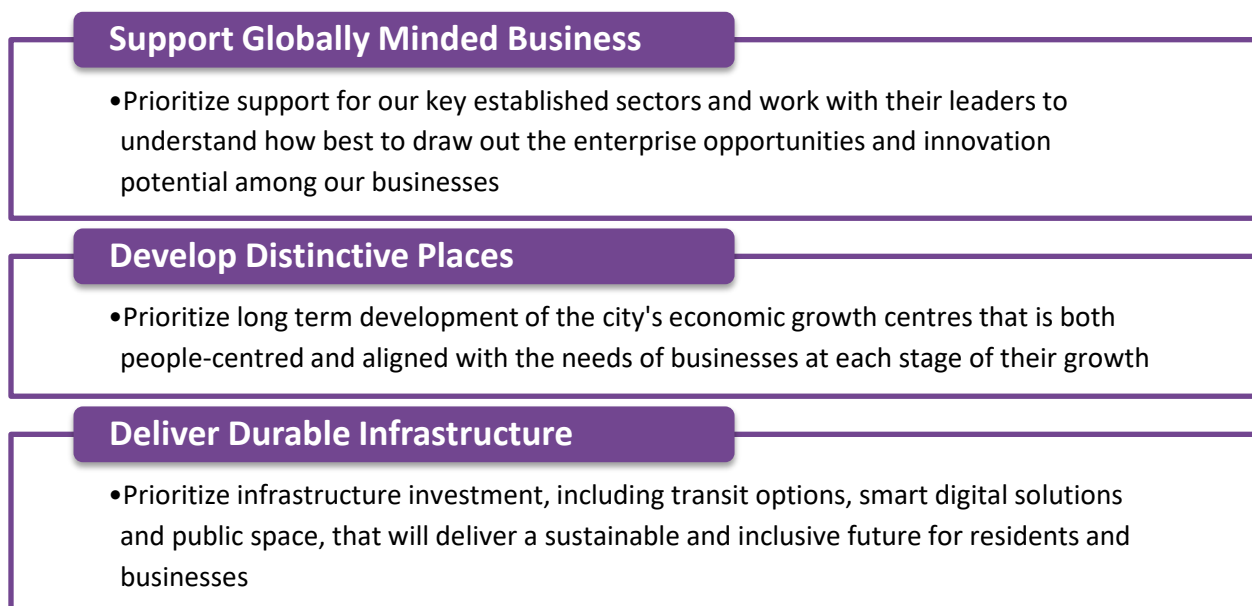 Support Globally Minded Business
•Prioritize support for our key established sectors and work with their leaders to
understand how best to draw out the enterprise opportunities and innovation
potential among our businesses
Develop Distinctive Places
•Prioritize long term development of the city's economic growth centres that is both
people-centred and aligned with the needs of businesses at each stage of their growth
Deliver Durable Infrastructure
•Prioritize infrastructure investment, including transit options, smart digital solutions
and public space, that will deliver a sustainable and inclusive future for residents and
businesses